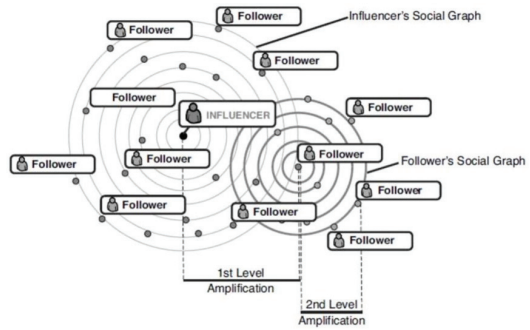 Follower
Influencer's Social Graph
Follower
Follower
Follower
INFLUENCER
Follower
Follower
Follower
Follower
Follower's Social Graph
Follower
Follower
Follower
Follower
Follower
1st Level
Amplification
2nd Level
Amplification